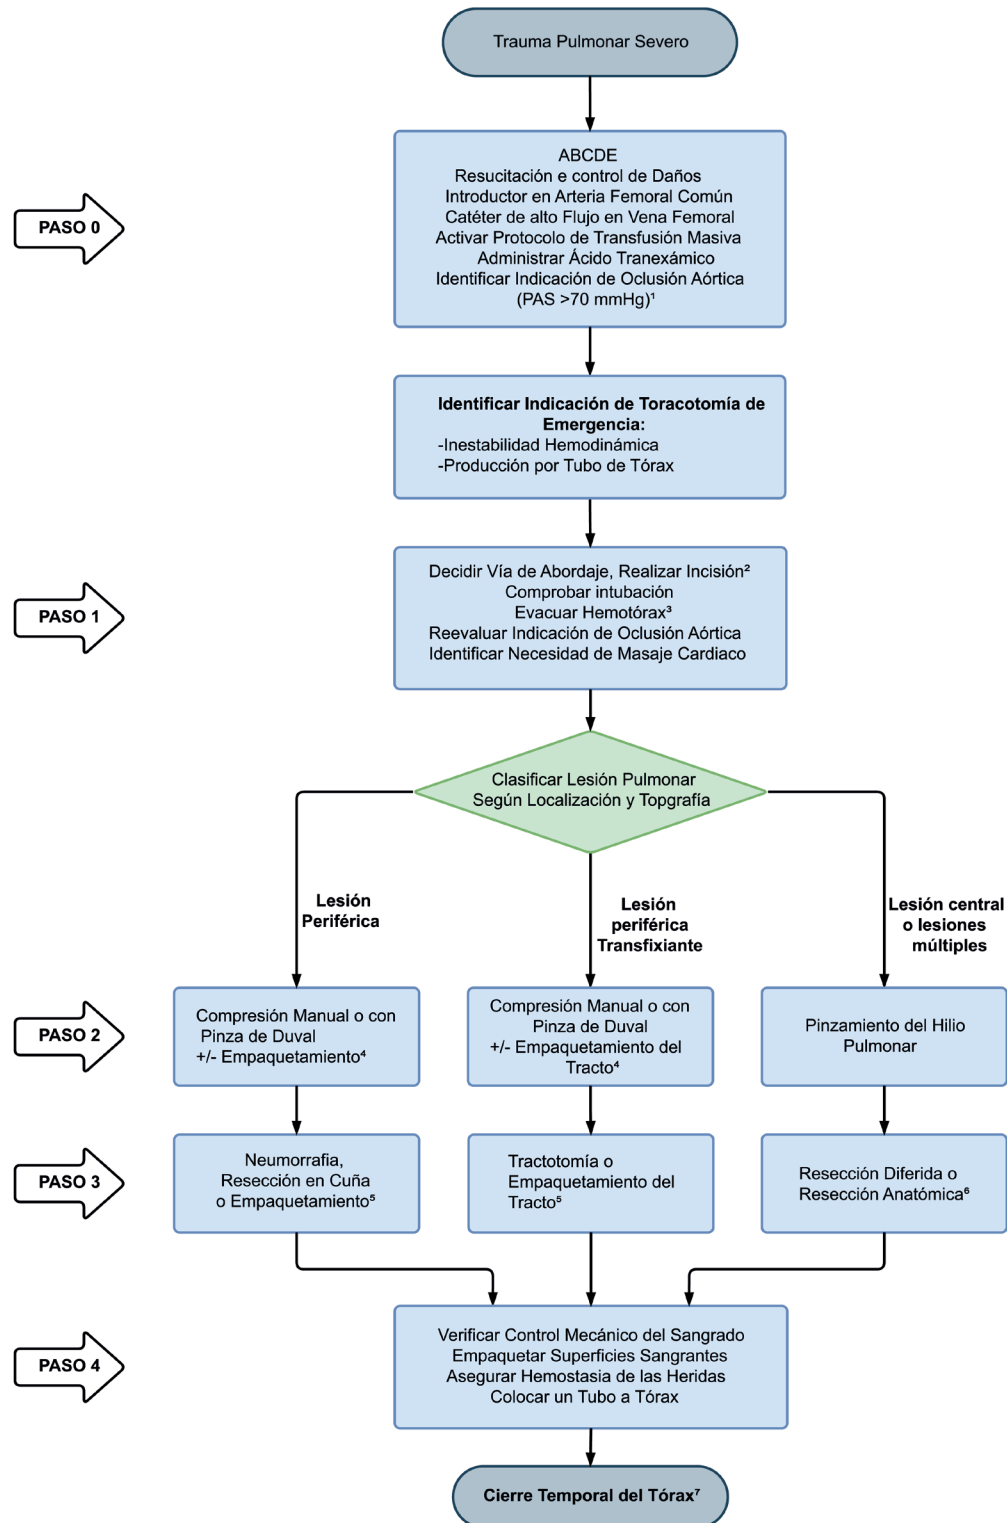 Trauma Pulmonar Severo
PASO 0
ABCDE
Resucitación e control de Daños
Introductor en Arteria Femoral Común
Catéter de alto Flujo en Vena Femoral
Activar Protocolo de Transfusión Masiva
Administrar Ácido Tranexámico
Identificar Indicación de Oclusión Aórtica
(PAS >70 mmHg)¹
Identificar Indicación de Toracotomía de
Emergencia:
-Inestabilidad Hemodinámica
-Producción por Tubo de Tórax
PASO 1
Decidir Vía de Abordaje, Realizar Incisión²
Comprobar intubación
Evacuar Hemotórax³
Reevaluar Indicación de Oclusión Aórtica
Identificar Necesidad de Masaje Cardiaco
Clasificar Lesión Pulmonar
Según Localización y Topgrafía
Lesión
Periférica
Lesión
periférica
Transfixiante
Lesión central
o lesiones
múltiples
PASO 2
Compresión Manual o con
Pinza de Duval
+/- Empaquetamiento⁴
Compresión Manual o con
Pinza de Duval
+/- Empaquetamiento del
Tracto⁴
Pinzamiento del Hilio
Pulmonar
PASO 3
Neumorrafia,
Resección en Cuña
o Empaquetamiento⁵
Tractotomía o
Empaquetamiento del
Tracto⁵
Resección Diferida o
Resección Anatómica⁶
PASO 4
Verificar Control Mecánico del Sangrado
Empaquetar Superficies Sangrantes
Asegurar Hemostasia de las Heridas
Colocar un Tubo a Tórax
Cierre Temporal del Tórax⁷